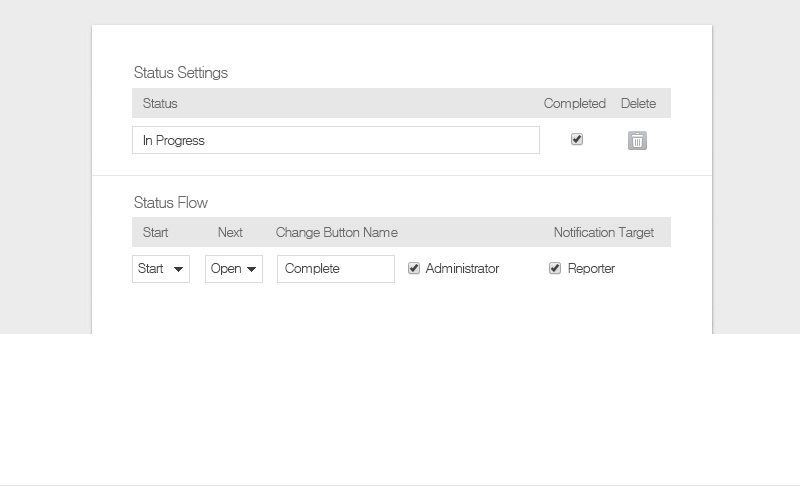 Status Settings
Status Completed Delete
In Progress
Status Flow
Start Next Change Button Name Notification Target
Start Open Complete Administrator Reporter